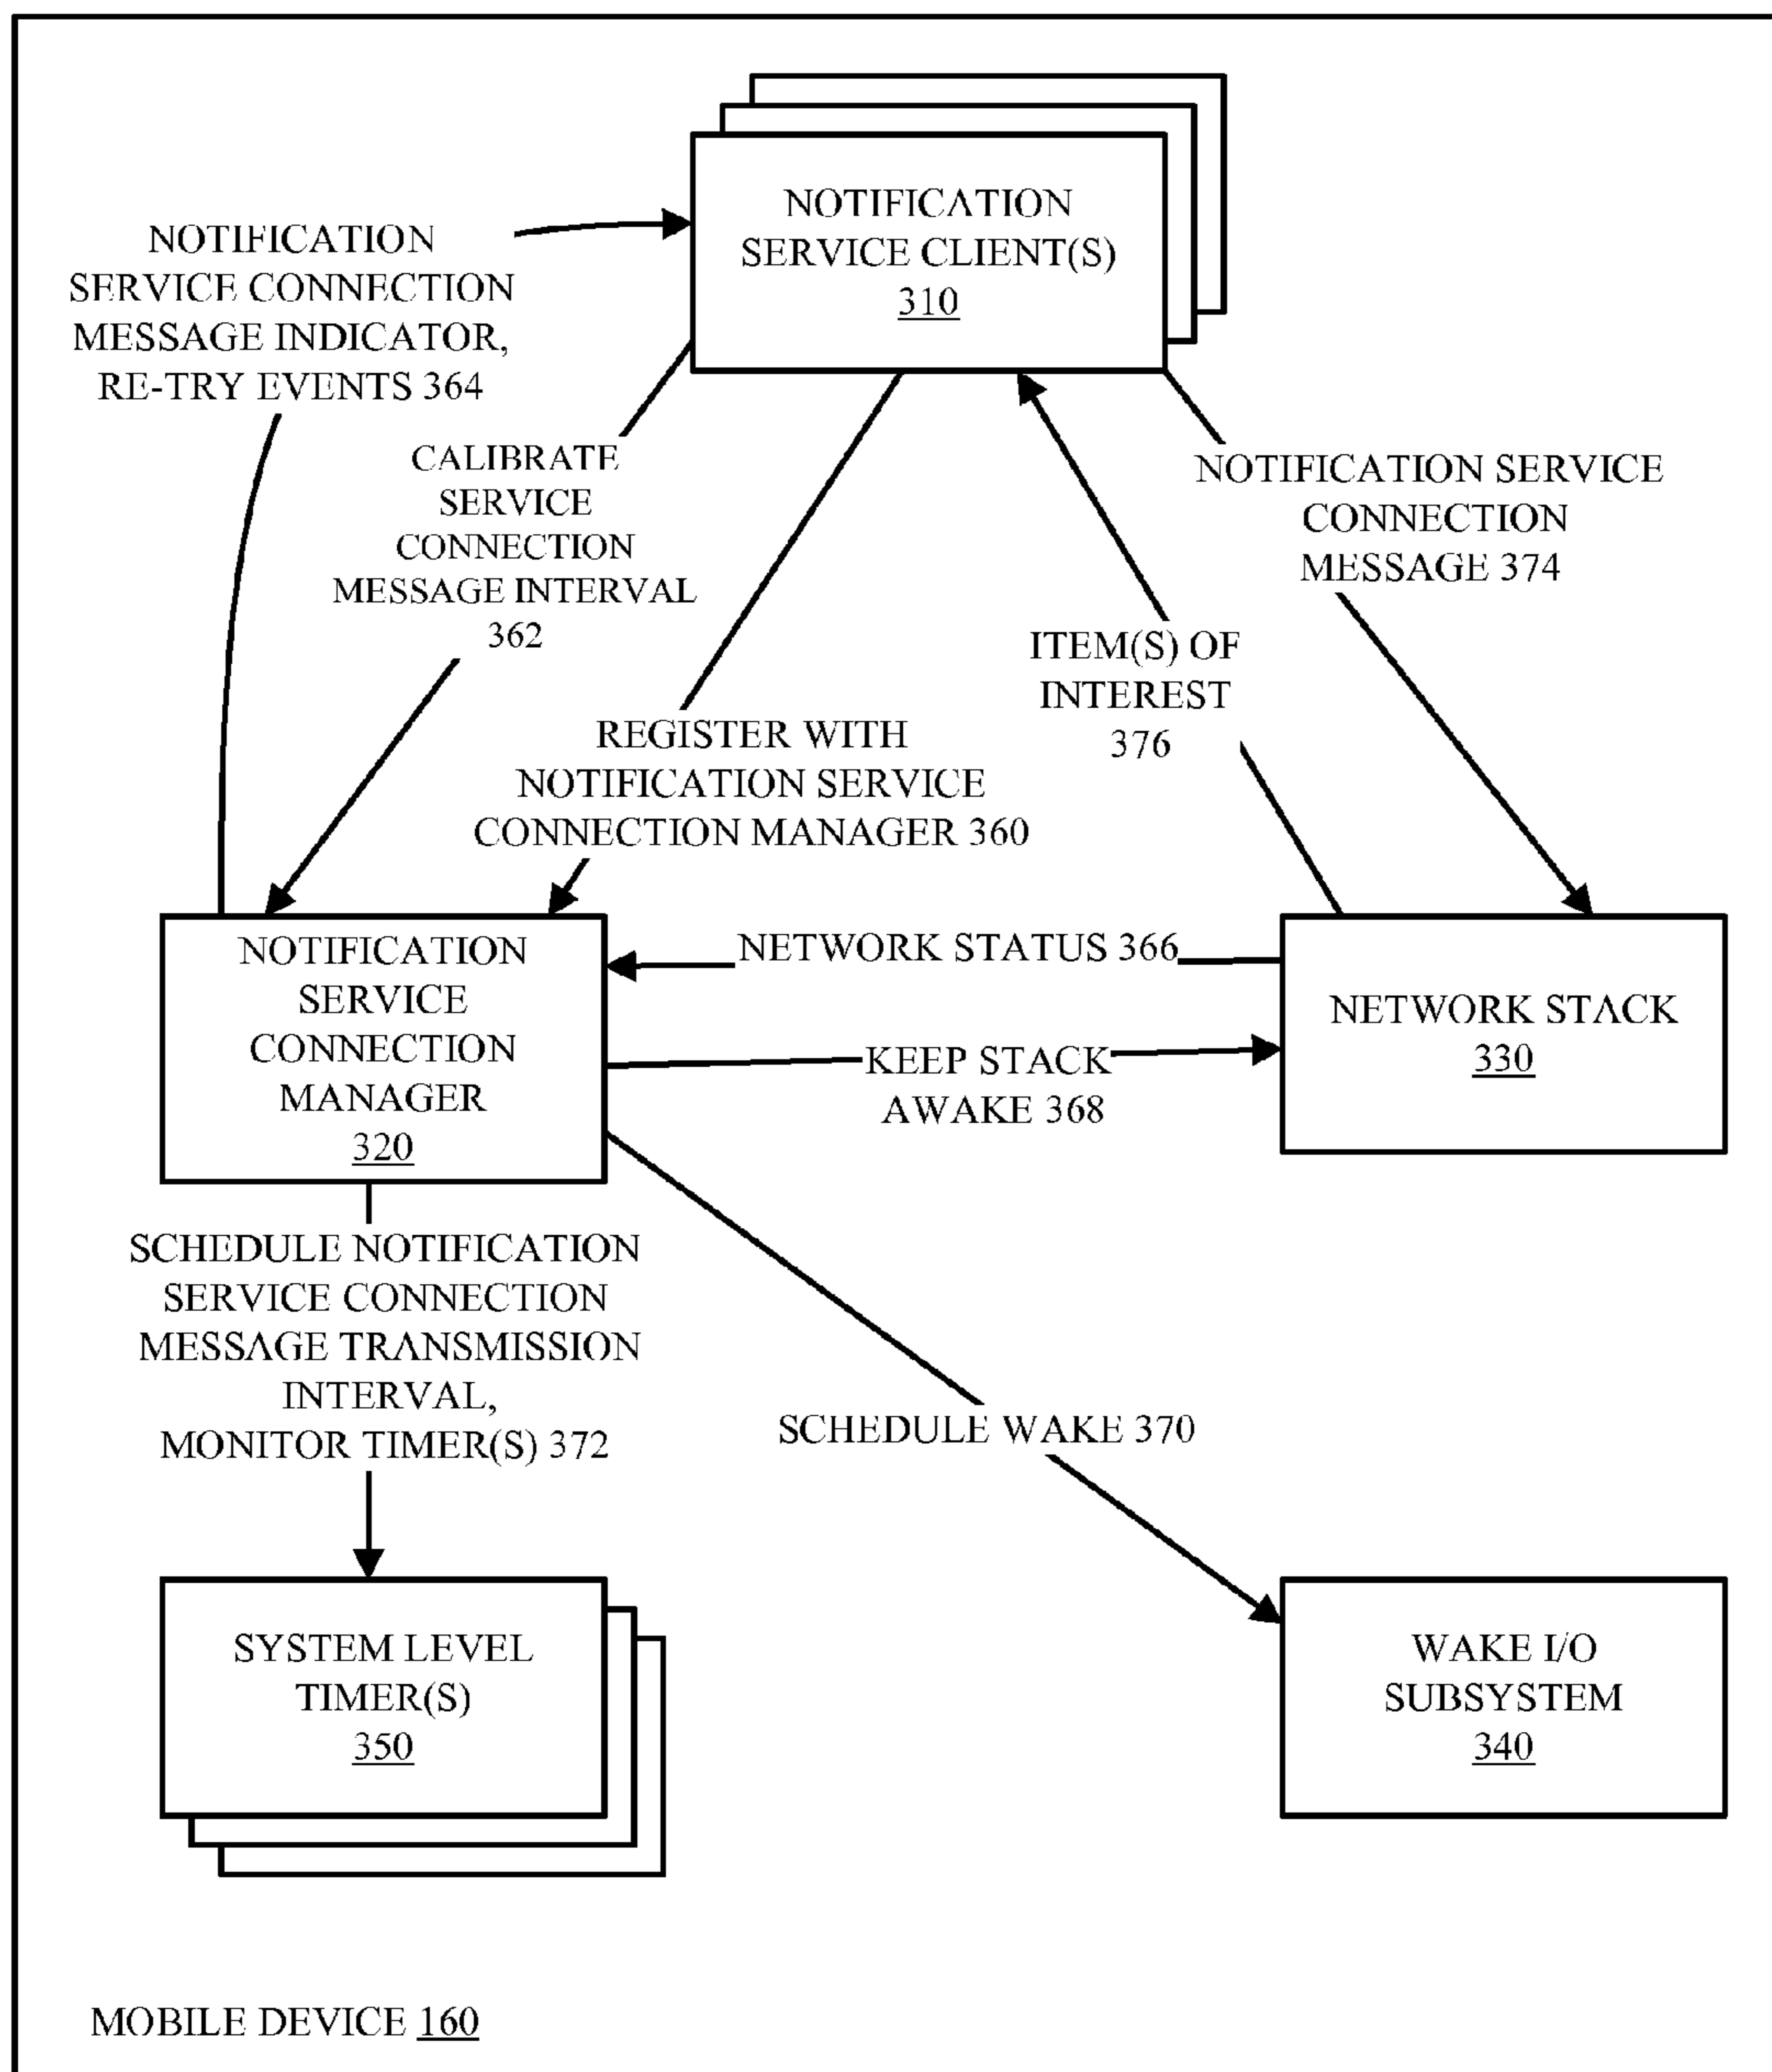 NOTIFICATION
SERVICE CLIENT(S)
310
NOTIFICATION
SERVICE CONNECTION
MESSAGE INDICATOR,
RE-TRY EVENTS 364
CALIBRATE
SERVICE
CONNECTION
MESSAGE INTERVAL
362
NOTIFICATION SERVICE
CONNECTION
MESSAGE 374
ITEM(S) OF
INTEREST
376
REGISTER WITH
NOTIFICATION SERVICE
CONNECTION MANAGER 360
NOTIFICATION
SERVICE
CONNECTION
MANAGER
320
NETWORK STATUS 366
KEEP STACK
AWAKE 368
NETWORK STACK
330
SCHEDULE NOTIFICATION
SERVICE CONNECTION
MESSAGE TRANSMISSION
INTERVAL,
MONITOR TIMER(S) 372
SCHEDULE WAKE 370
SYSTEM LEVEL
TIMER(S)
350
WAKE I/O
SUBSYSTEM
340
MOBILE DEVICE 160